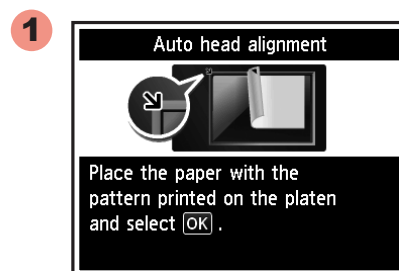 1
Auto head alignment
Place the paper with the
pattern printed on the platen
and select OK .